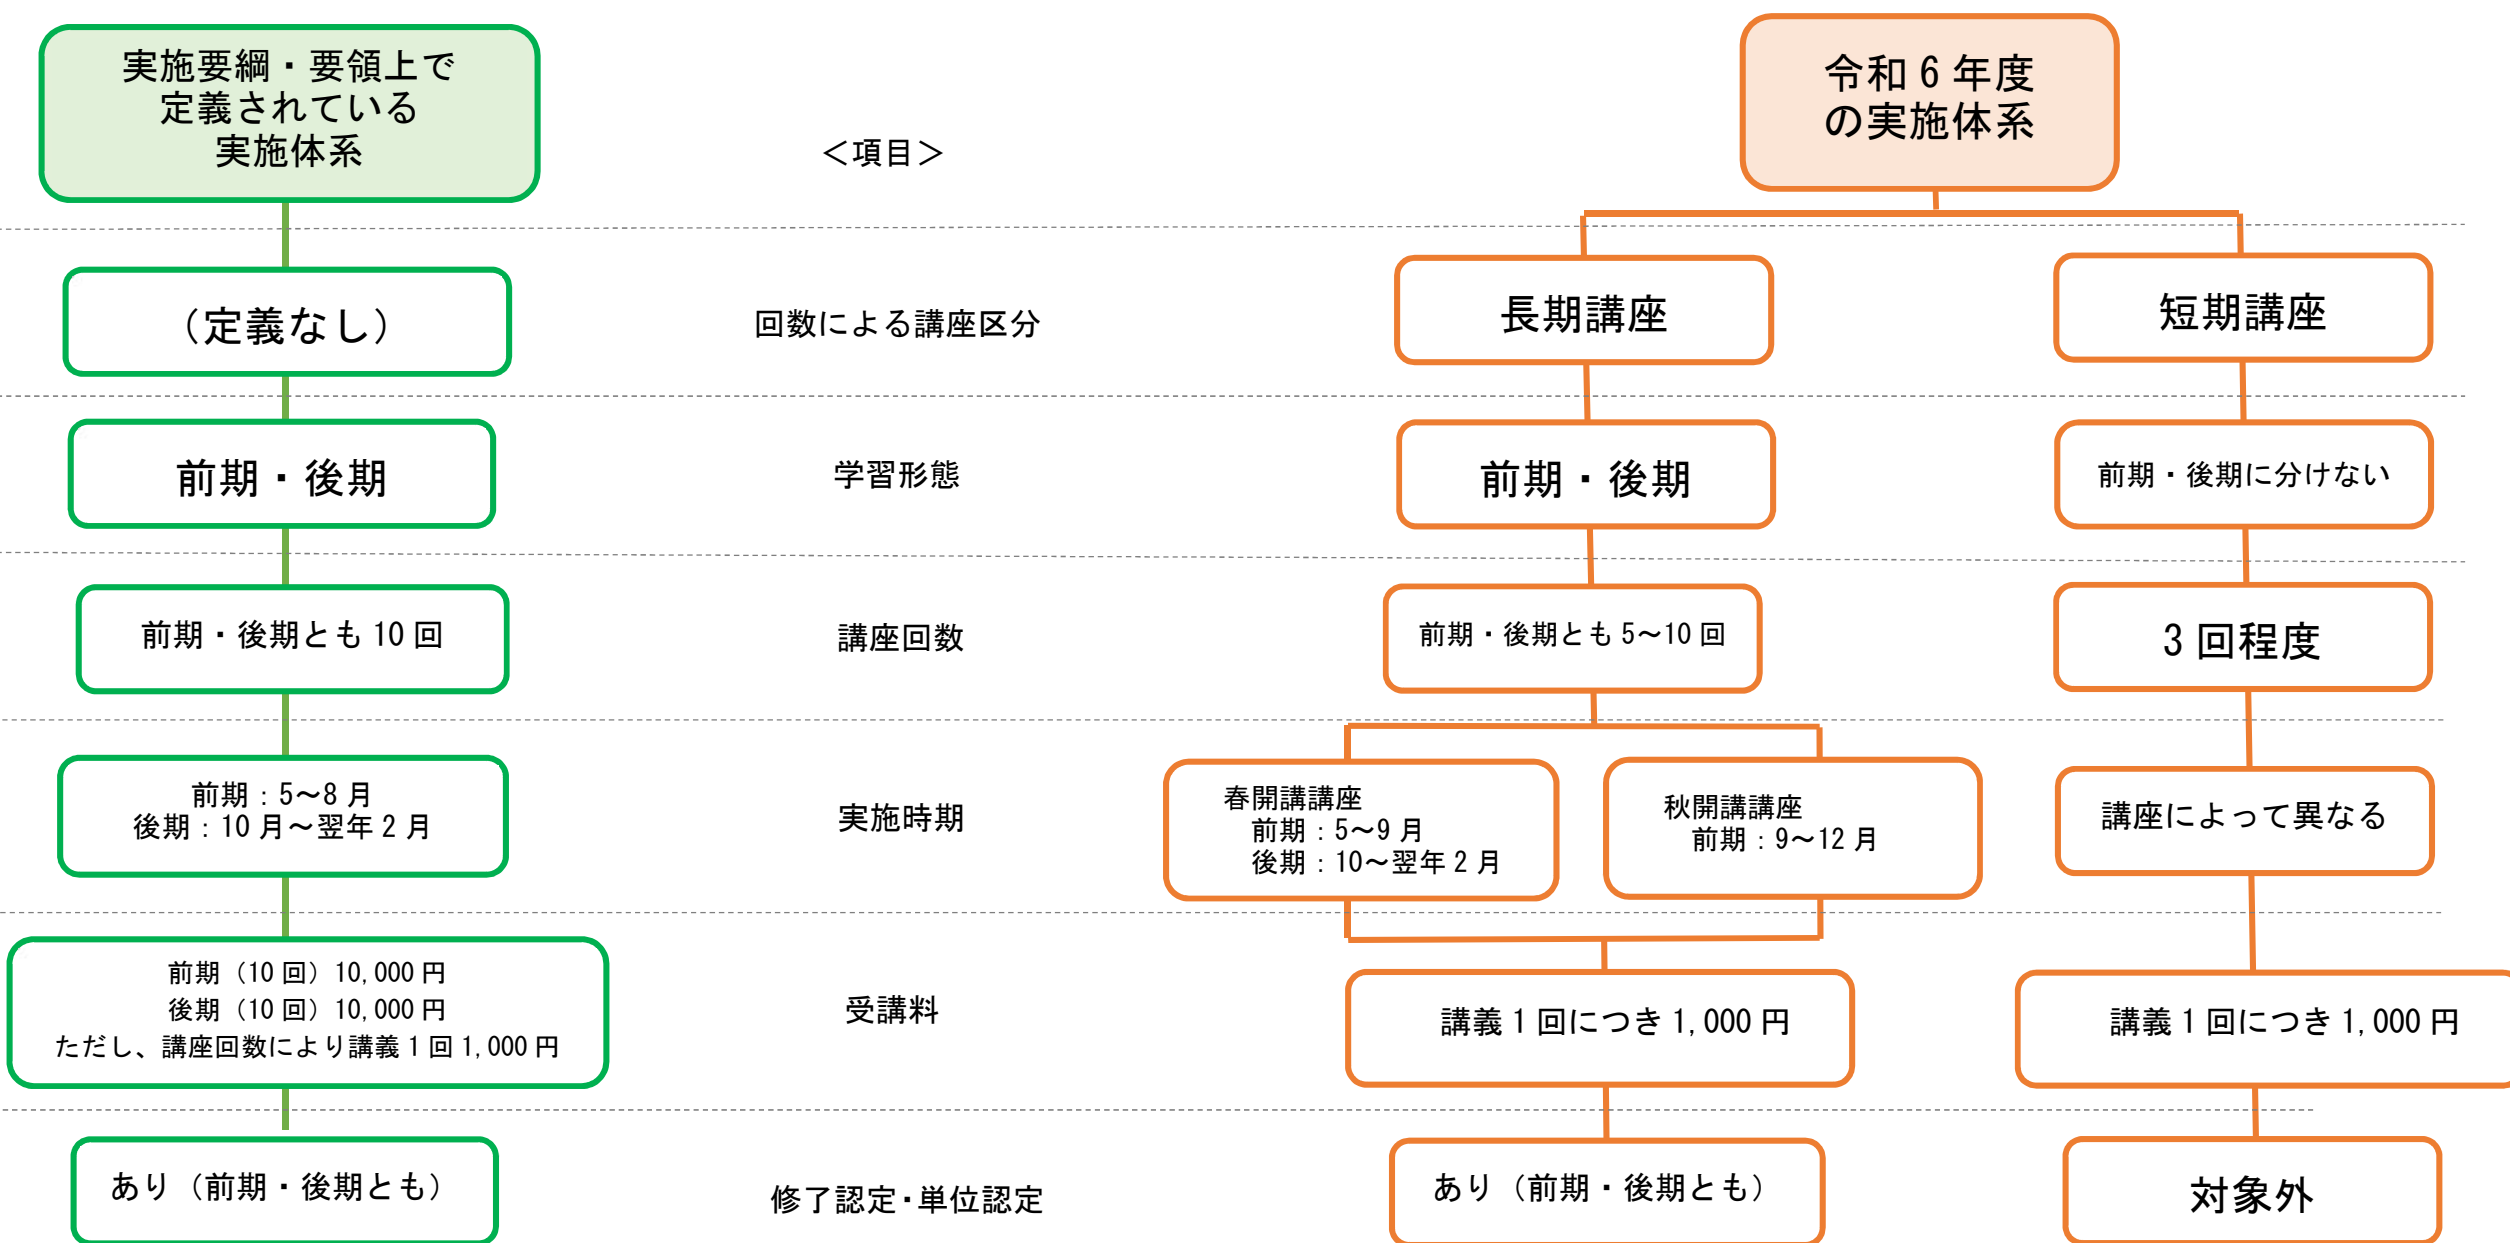 実施要綱・要領上で
定義されている
実施体系
＜項目＞
令和6年度
の実施体系
（定義なし）
回数による講座区分
長期講座
短期講座
前期・後期
学習形態
前期・後期
前期・後期に分けない
前期・後期とも10回
講座回数
前期・後期とも5～10回
3回程度
前期：5～8月
後期：10月～翌年2月
実施時期
春開講講座
前期：5～9月
後期：10～翌年2月
秋開講講座
前期：9～12月
講座によって異なる
前期（10回）10,000円
後期（10回）10,000円
ただし、講座回数により講義1回1,000円
受講料
講義1回につき1,000円
講義1回につき1,000円
あり（前期・後期とも）
修了認定・単位認定
あり（前期・後期とも）
対象外